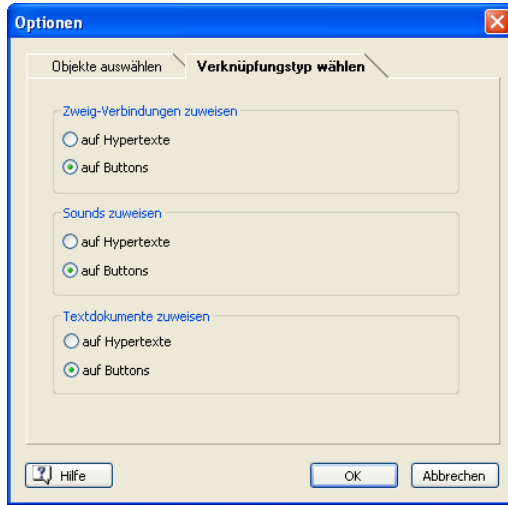 Optionen
Objekte auswählen Verknüpfungstyp wählen
Zweig-Verbindungen zuweisen
auf Hypertexte
auf Buttons
Sounds zuweisen
auf Hypertexte
auf Buttons
Textdokumente zuweisen
auf Hypertexte
auf Buttons
Hilfe OK Abbrechen